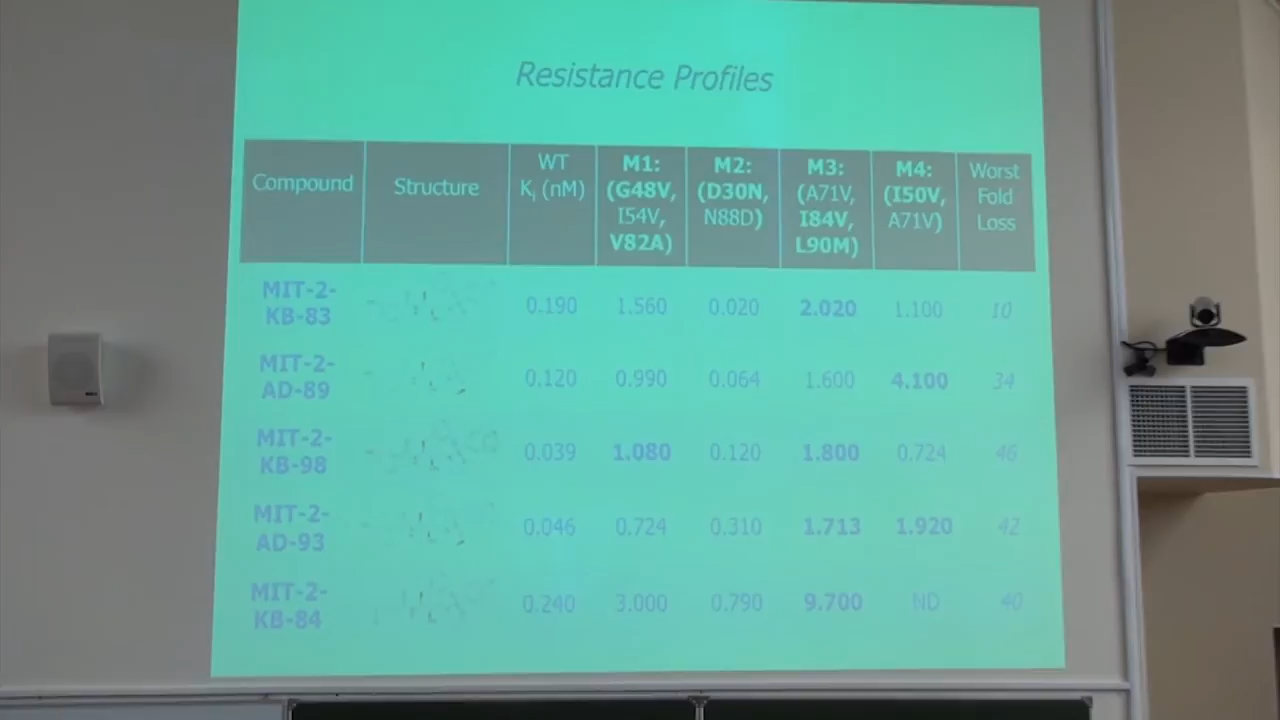 Resistance Profiles
Compound
Structure
WT
Ki (nM)
M1:
(G48V,
I54V,
V82A)
M2:
(D30N,
N88D)
M3:
(A71V,
I84V,
L90M)
M4:
(I50V,
A71V)
Worst
Fold
Loss
MIT-2-
KB-83
0.190 1.560 0.020 2.020 1.100 10
MIT-2-
AD-89
0.120 0.990 0.064 1.600 4.100 34
MIT-2-
KB-98
0.039 1.080 0.120 1.800 0.724 46
MIT-2-
AD-93
0.046 0.724 0.310 1.713 1.920 42
MIT-2-
KB-84
0.240 3.000 0.790 9.700 ND 40